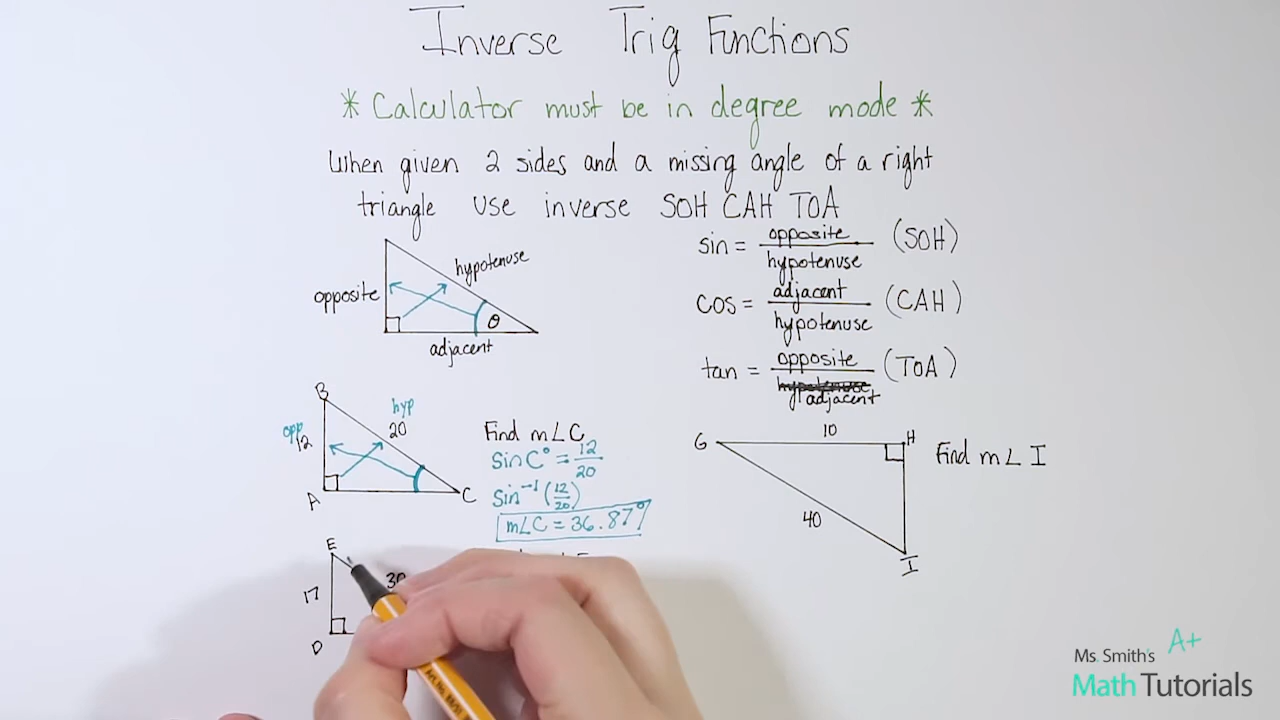 Inverse Trig Functions
* Calculator must be in degree mode *
When given 2 sides and a missing angle of a right
triangle use inverse SOH CAH TOA
opposite
hypotenuse
θ
adjacent
sin = opposite / hypotenuse (SOH)
cos = adjacent / hypotenuse (CAH)
tan = opposite / adjacent (TOA)
B
opp
12
hyp
20
A
C
Find m∠C
sin C° = 12/20
sin⁻¹(12/20)
m∠C = 36.87°
G
10
H
40
I
Find m∠I
E
17
30
D
Ms. Smith's A+
Math Tutorials